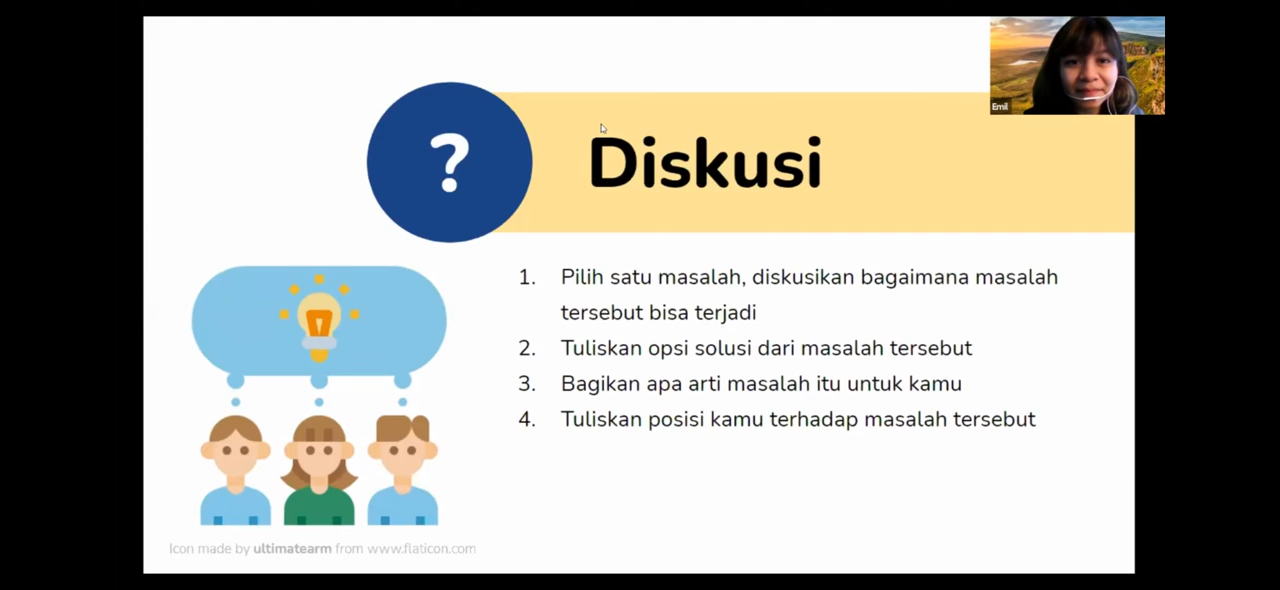 Emil
?
Diskusi
1. Pilih satu masalah, diskusikan bagaimana masalah
tersebut bisa terjadi
2. Tuliskan opsi solusi dari masalah tersebut
3. Bagikan apa arti masalah itu untuk kamu
4. Tuliskan posisi kamu terhadap masalah tersebut
Icon made by ultimatearm from www.flaticon.com